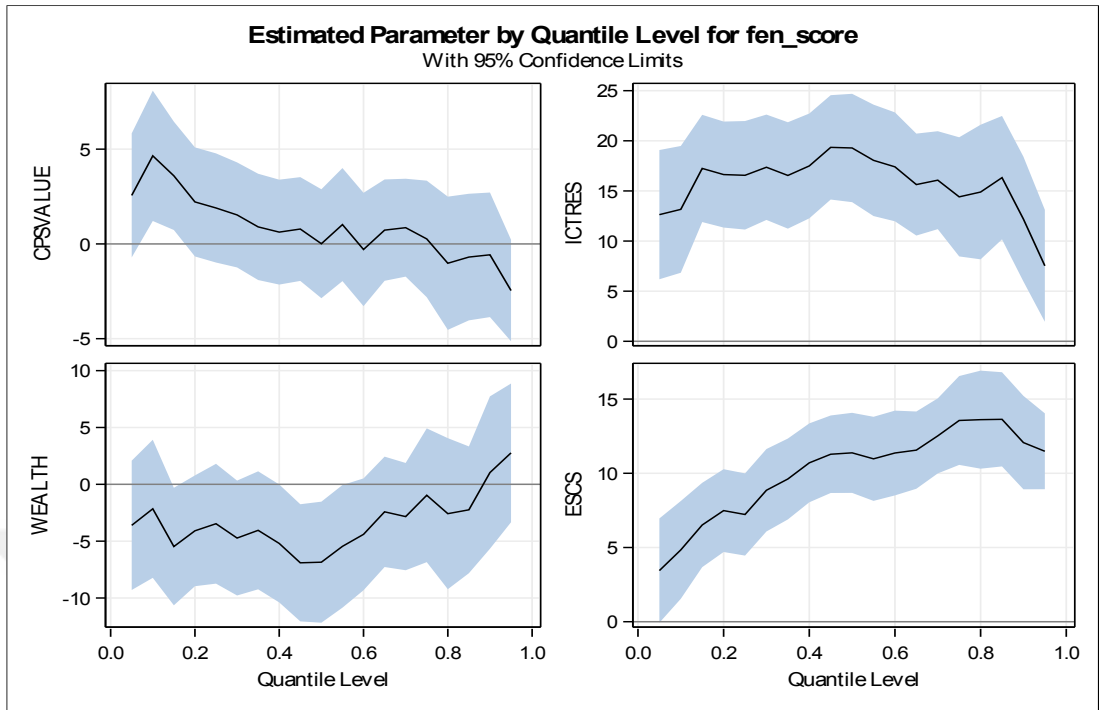 Estimated Parameter by Quantile Level for fen_score
With 95% Confidence Limits
CPSVALUE
5
0
-5
ICTRES
25
20
15
10
5
0
WEALTH
10
5
0
-5
-10
0.0 0.2 0.4 0.6 0.8 1.0
Quantile Level
ESCS
15
10
5
0
0.0 0.2 0.4 0.6 0.8 1.0
Quantile Level